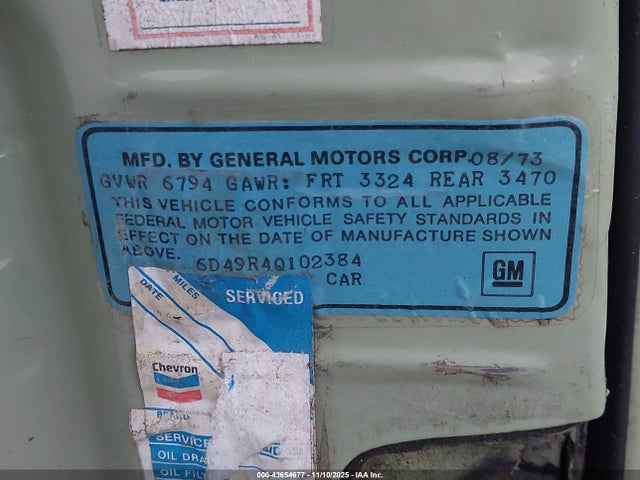 MFD. BY GENERAL MOTORS CORP. 08/73
GVWR 6794 GAWR: FRT 3324 REAR 3470
THIS VEHICLE CONFORMS TO ALL APPLICABLE
FEDERAL MOTOR VEHICLE SAFETY STANDARDS IN
EFFECT ON THE DATE OF MANUFACTURE SHOWN
ABOVE. 6D49R4Q102384
CAR
GM
MILES
DATE
SERVICED
Chevron
SERVICE
OIL DRA
OIL FILT
© IAA-43654677 - 11/10/2025 - © IAA Inc.